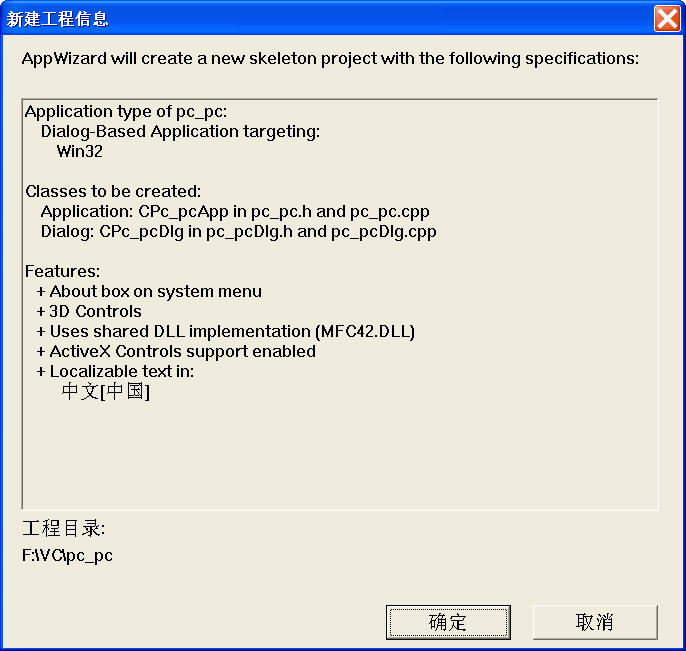 新建工程信息
AppWizard will create a new skeleton project with the following specifications:
Application type of pc_pc:
Dialog-Based Application targeting:
Win32
Classes to be created:
Application: CPc_pcApp in pc_pc.h and pc_pc.cpp
Dialog: CPc_pcDlg in pc_pcDlg.h and pc_pcDlg.cpp
Features:
+ About box on system menu
+ 3D Controls
+ Uses shared DLL implementation (MFC42.DLL)
+ ActiveX Controls support enabled
+ Localizable text in:
中文[中国]
工程目录:
F:\VC\pc_pc
确定 取消